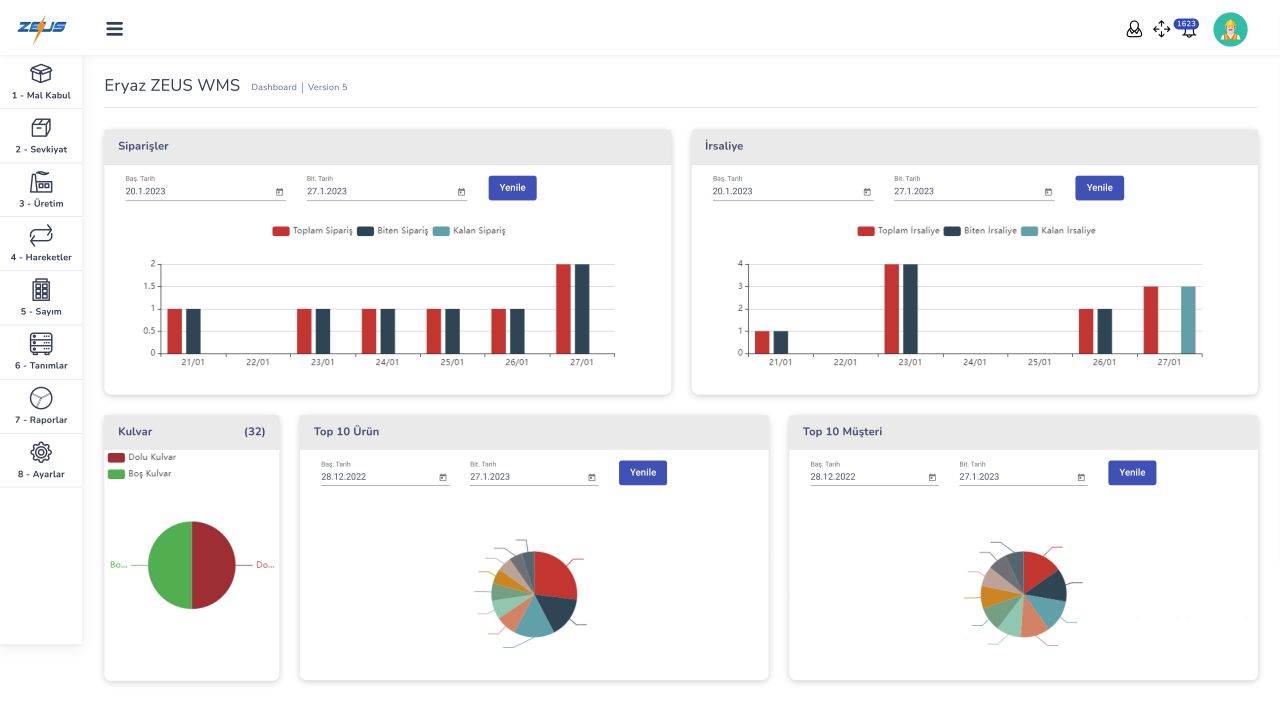 ZEUS
1623
1 - Mal Kabul
2 - Sevkiyat
3 - Üretim
4 - Hareketler
5 - Sayım
6 - Tanımlar
7 - Raporlar
8 - Ayarlar
Eryaz ZEUS WMS Dashboard | Version 5
Siparişler
Baş. Tarih Bit. Tarih
20.1.2023 27.1.2023 Yenile
Toplam Sipariş Biten Sipariş Kalan Sipariş
2
1.5
1
0.5
0
21/01 22/01 23/01 24/01 25/01 26/01 27/01
İrsaliye
Baş. Tarih Bit. Tarih
20.1.2023 27.1.2023 Yenile
Toplam İrsaliye Biten İrsaliye Kalan İrsaliye
4
3
2
1
0
21/01 22/01 23/01 24/01 25/01 26/01 27/01
Kulvar (32)
Dolu Kulvar
Boş Kulvar
Bo... Do...
Top 10 Ürün
Baş. Tarih Bit. Tarih
28.12.2022 27.1.2023 Yenile
Top 10 Müşteri
Baş. Tarih Bit. Tarih
28.12.2022 27.1.2023 Yenile